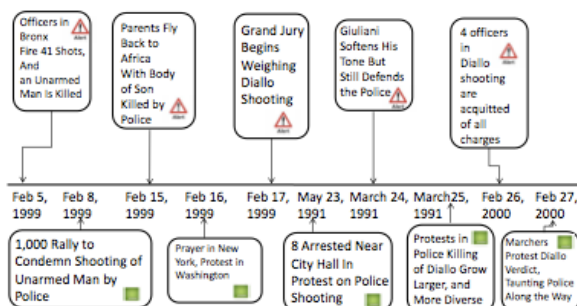 Officers in
Bronx
Fire 41 Shots,
And
an Unarmed
Man Is Killed
Alert
Parents Fly
Back to
Africa
With Body
of Son
Killed by
Police
Alert
Grand Jury
Begins
Weighing
Diallo
Shooting
Alert
Giuliani
Softens His
Tone But
Still Defends
the Police
Alert
4 officers
in
Diallo
shooting
are
acquitted
of all
charges
Alert
Feb 5,
1999
Feb 8,
1999
Feb 15,
1999
Feb 16,
1999
Feb 17,
1999
May 23,
1991
March 24,
1991
March25,
1991
Feb 26,
2000
Feb 27,
2000
1,000 Rally to
Condemn Shooting of
Unarmed Man by
Police
Prayer in New
York, Protest in
Washington
8 Arrested Near
City Hall In
Protest on Police
Shooting
Protests in
Police Killing
of Diallo Grow
Larger, and
More Diverse
Marchers
Protest Diallo
Verdict,
Taunting Police
Along the Way